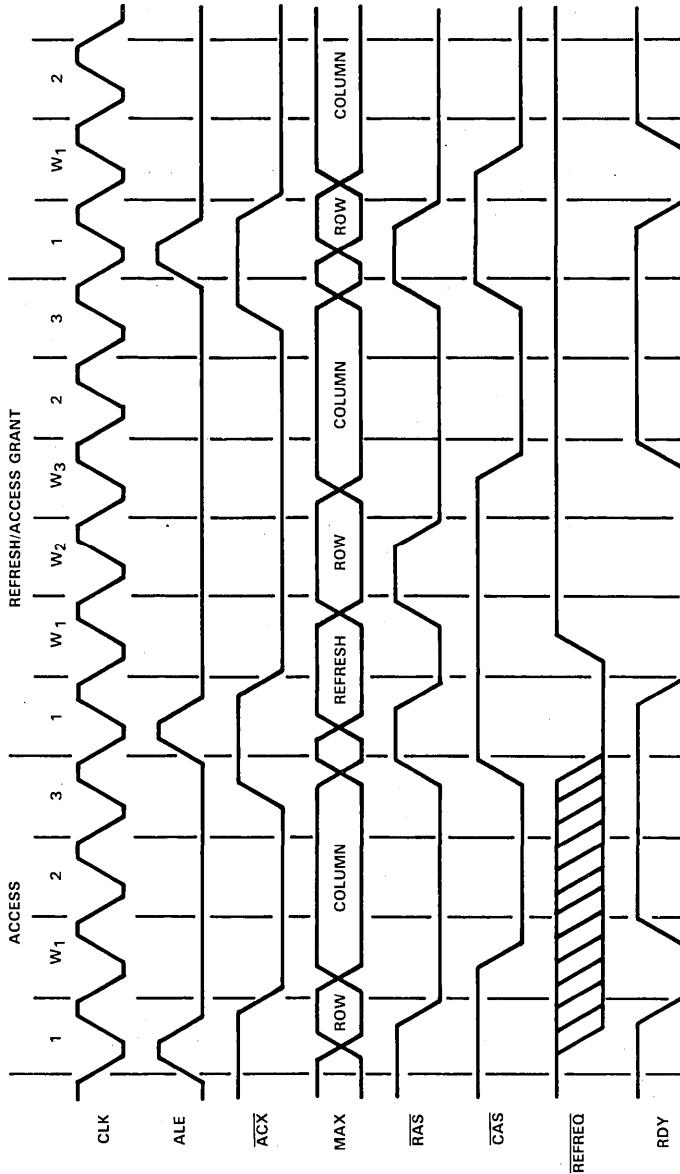 ACCESS
REFRESH/ACCESS GRANT
1 W1 2 3 1 W1 W2 W3 2 3 1 W1 2
CLK
ALE
ACX
MAX ROW COLUMN REFRESH ROW COLUMN ROW COLUMN
RAS
CAS
REFREQ
RDY